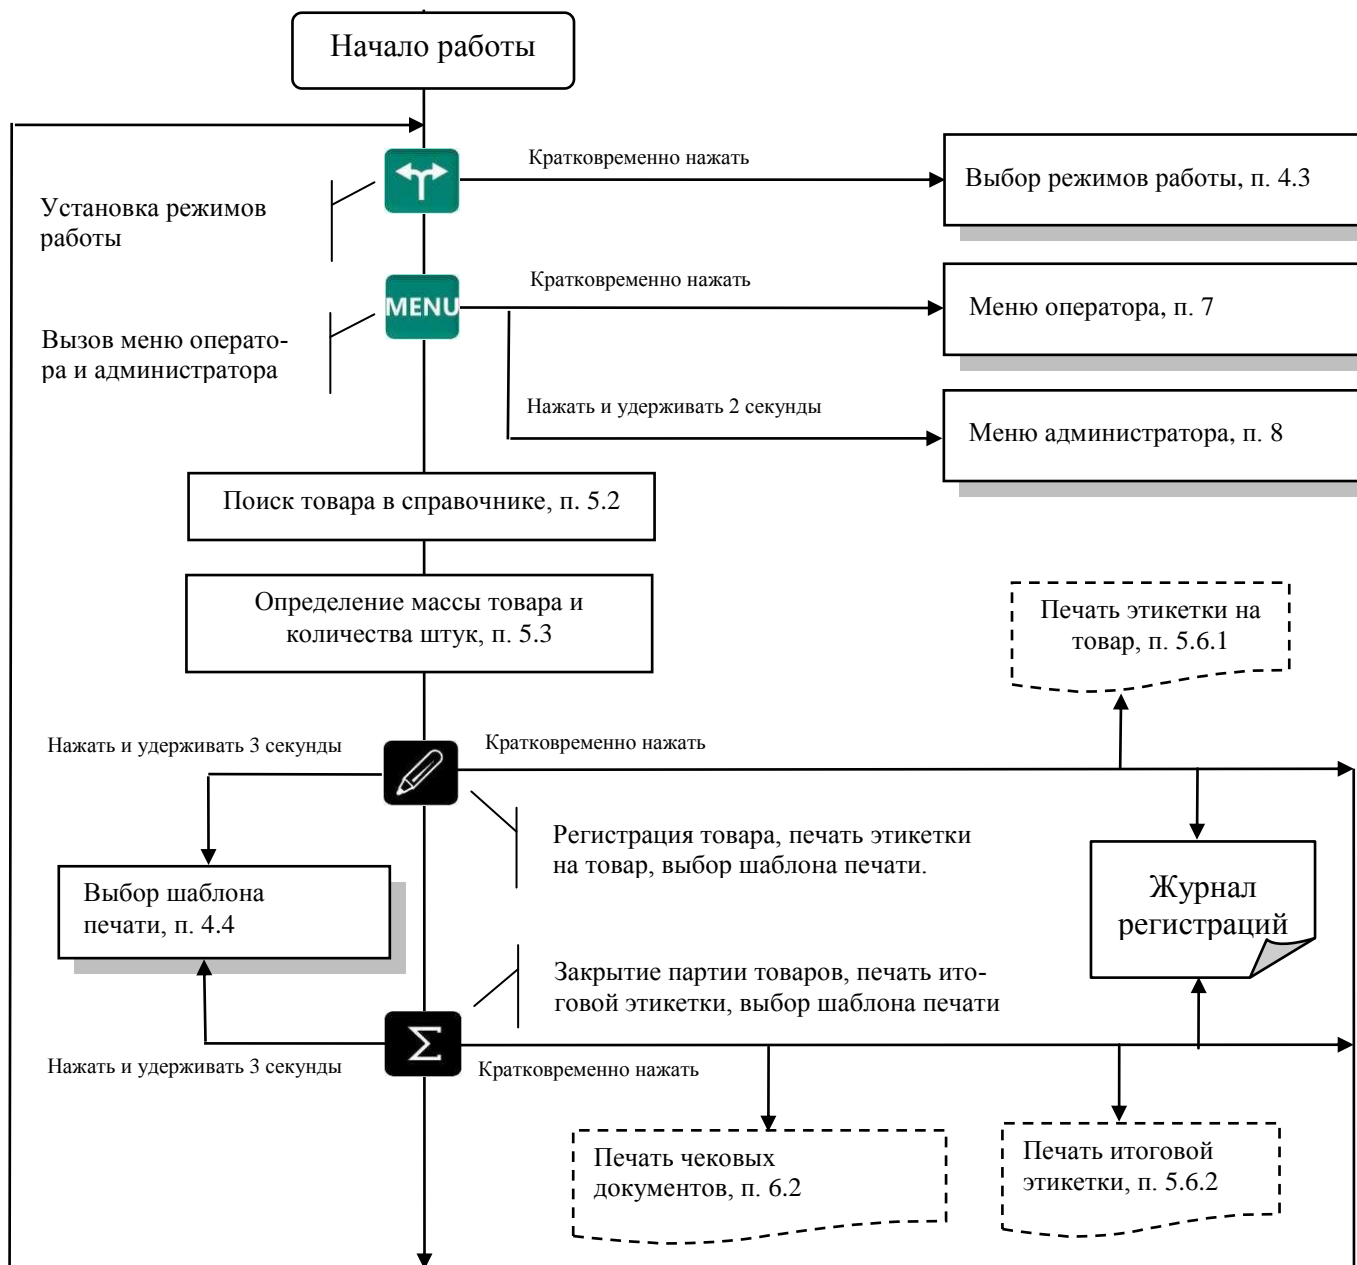 Начало работы
Кратковременно нажать
Выбор режимов работы, п. 4.3
Установка режимов
работы
Кратковременно нажать
MENU
Меню оператора, п. 7
Вызов меню операто-
ра и администратора
Нажать и удерживать 2 секунды
Меню администратора, п. 8
Поиск товара в справочнике, п. 5.2
Определение массы товара и
количества штук, п. 5.3
Печать этикетки на
товар, п. 5.6.1
Нажать и удерживать 3 секунды
Кратковременно нажать
Регистрация товара, печать этикетки
на товар, выбор шаблона печати.
Журнал
регистраций
Выбор шаблона
печати, п. 4.4
Закрытие партии товаров, печать ито-
говой этикетки, выбор шаблона печати
Σ
Нажать и удерживать 3 секунды
Кратковременно нажать
Печать чековых
документов, п. 6.2
Печать итоговой
этикетки, п. 5.6.2